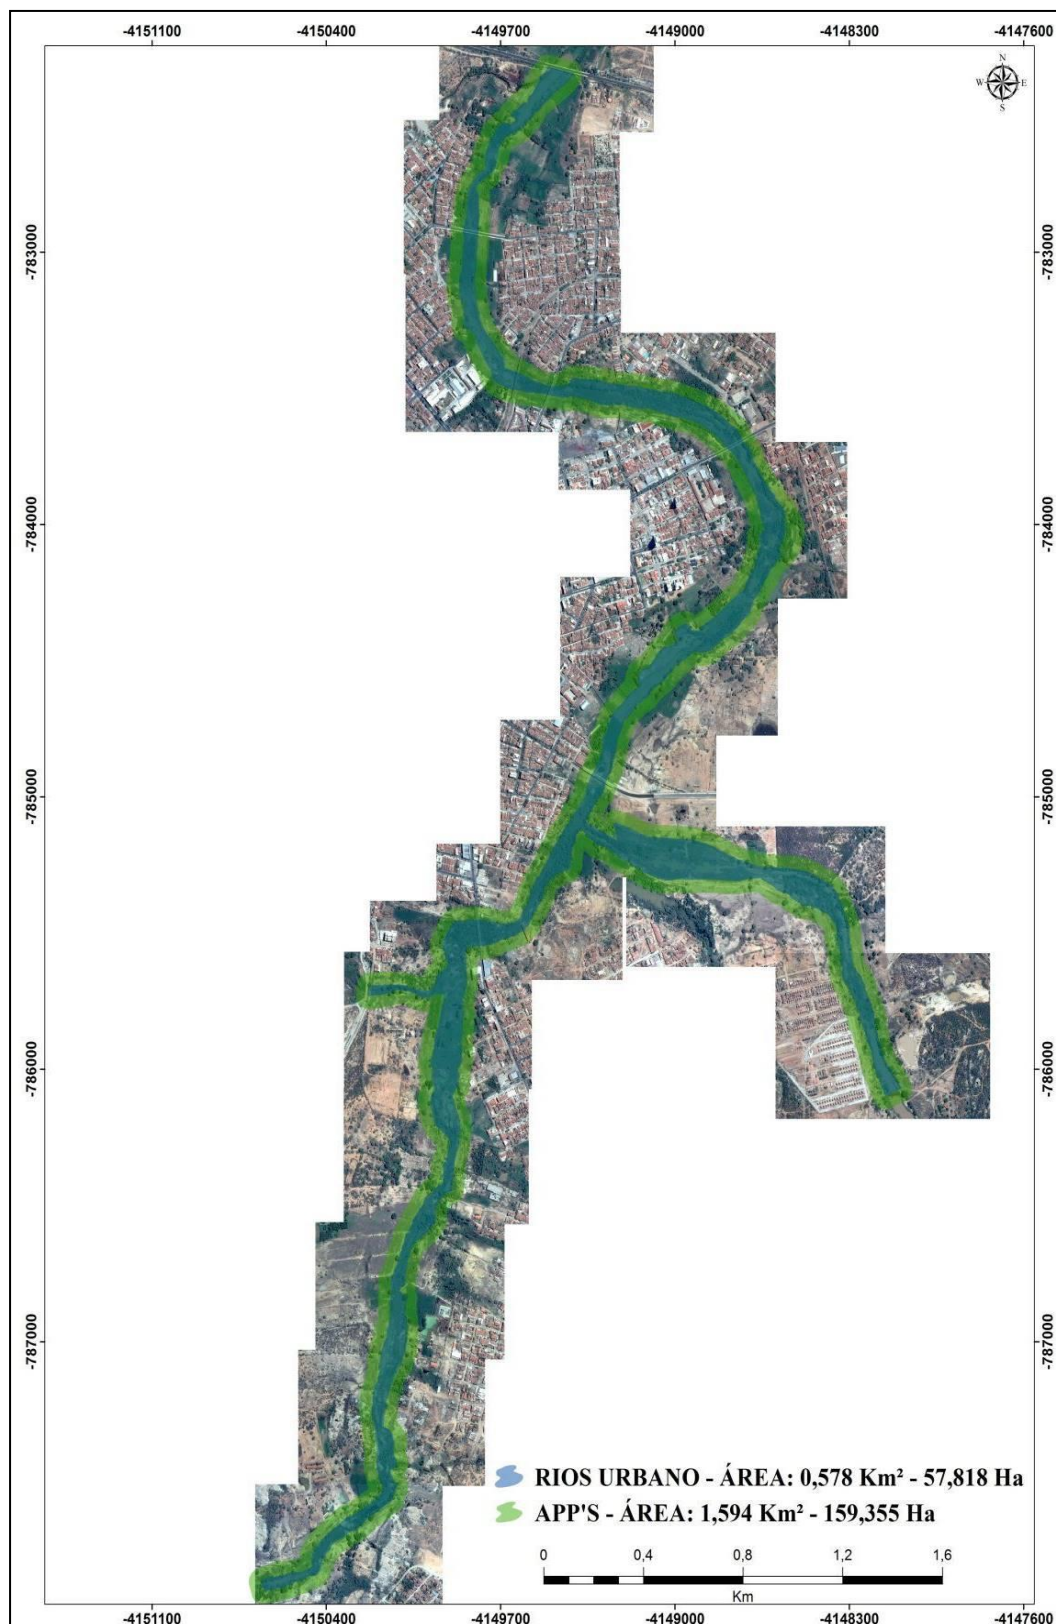 -4151100 -4150400 -4149700 -4149000 -4148300 -4147600
N
W E
S
-783000 -783000
-784000 -784000
-785000 -785000
-786000 -786000
-787000 -787000
RIOS URBANO - ÁREA: 0,578 Km² - 57,818 Ha
APP'S - ÁREA: 1,594 Km² - 159,355 Ha
0 0,4 0,8 1,2 1,6
Km
-4151100 -4150400 -4149700 -4149000 -4148300 -4147600